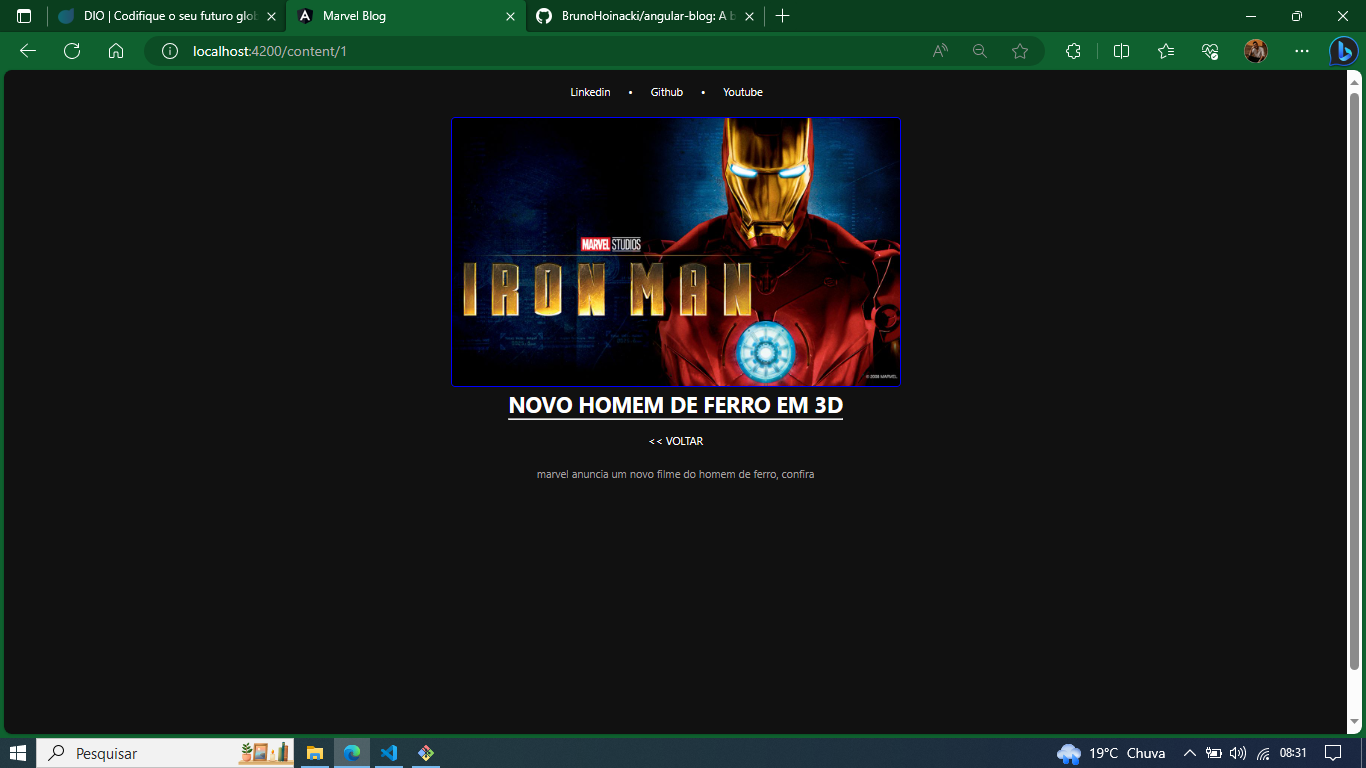 DIO | Codifique o seu futuro glob
Marvel Blog
BrunoHoinacki/angular-blog: A b
localhost:4200/content/1
Linkedin • Github • Youtube
MARVEL STUDIOS
IRON MAN
© 2008 MARVEL
NOVO HOMEM DE FERRO EM 3D
<< VOLTAR
marvel anuncia um novo filme do homem de ferro, confira
Pesquisar
19°C Chuva
08:31